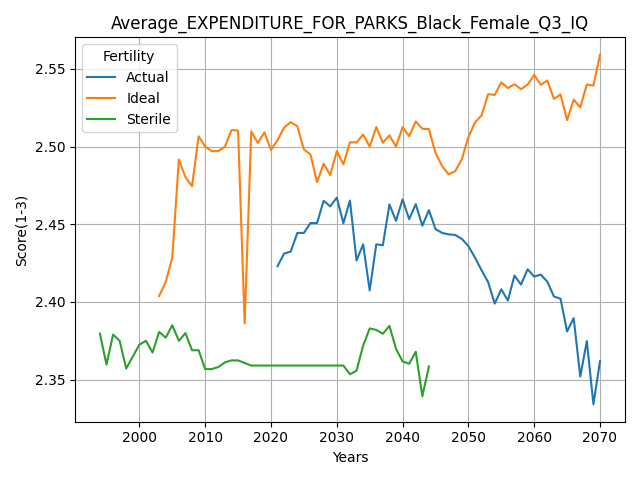 Average_EXPENDITURE_FOR_PARKS_Black_Female_Q3_IQ
Fertility
Actual
Ideal
Sterile
Score(1-3)
2.55
2.50
2.45
2.40
2.35
2000 2010 2020 2030 2040 2050 2060 2070
Years